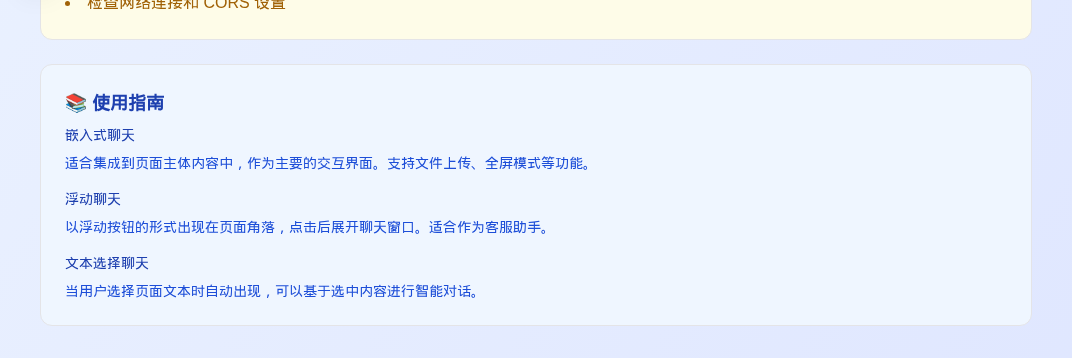 检查网络连接和 CORS 设置
📚 使用指南
嵌入式聊天
适合集成到页面主体内容中，作为主要的交互界面。支持文件上传、全屏模式等功能。
浮动聊天
以浮动按钮的形式出现在页面角落，点击后展开聊天窗口。适合作为客服助手。
文本选择聊天
当用户选择页面文本时自动出现，可以基于选中内容进行智能对话。